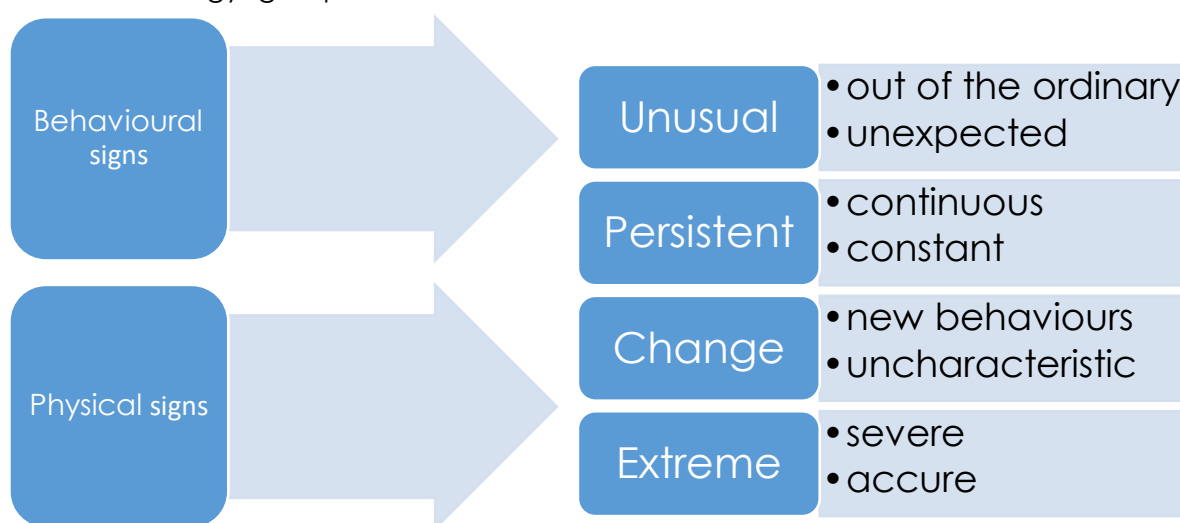 Behavioural
signs
Physical signs
Unusual
• out of the ordinary
• unexpected
Persistent
• continuous
• constant
Change
• new behaviours
• uncharacteristic
Extreme
• severe
• accure